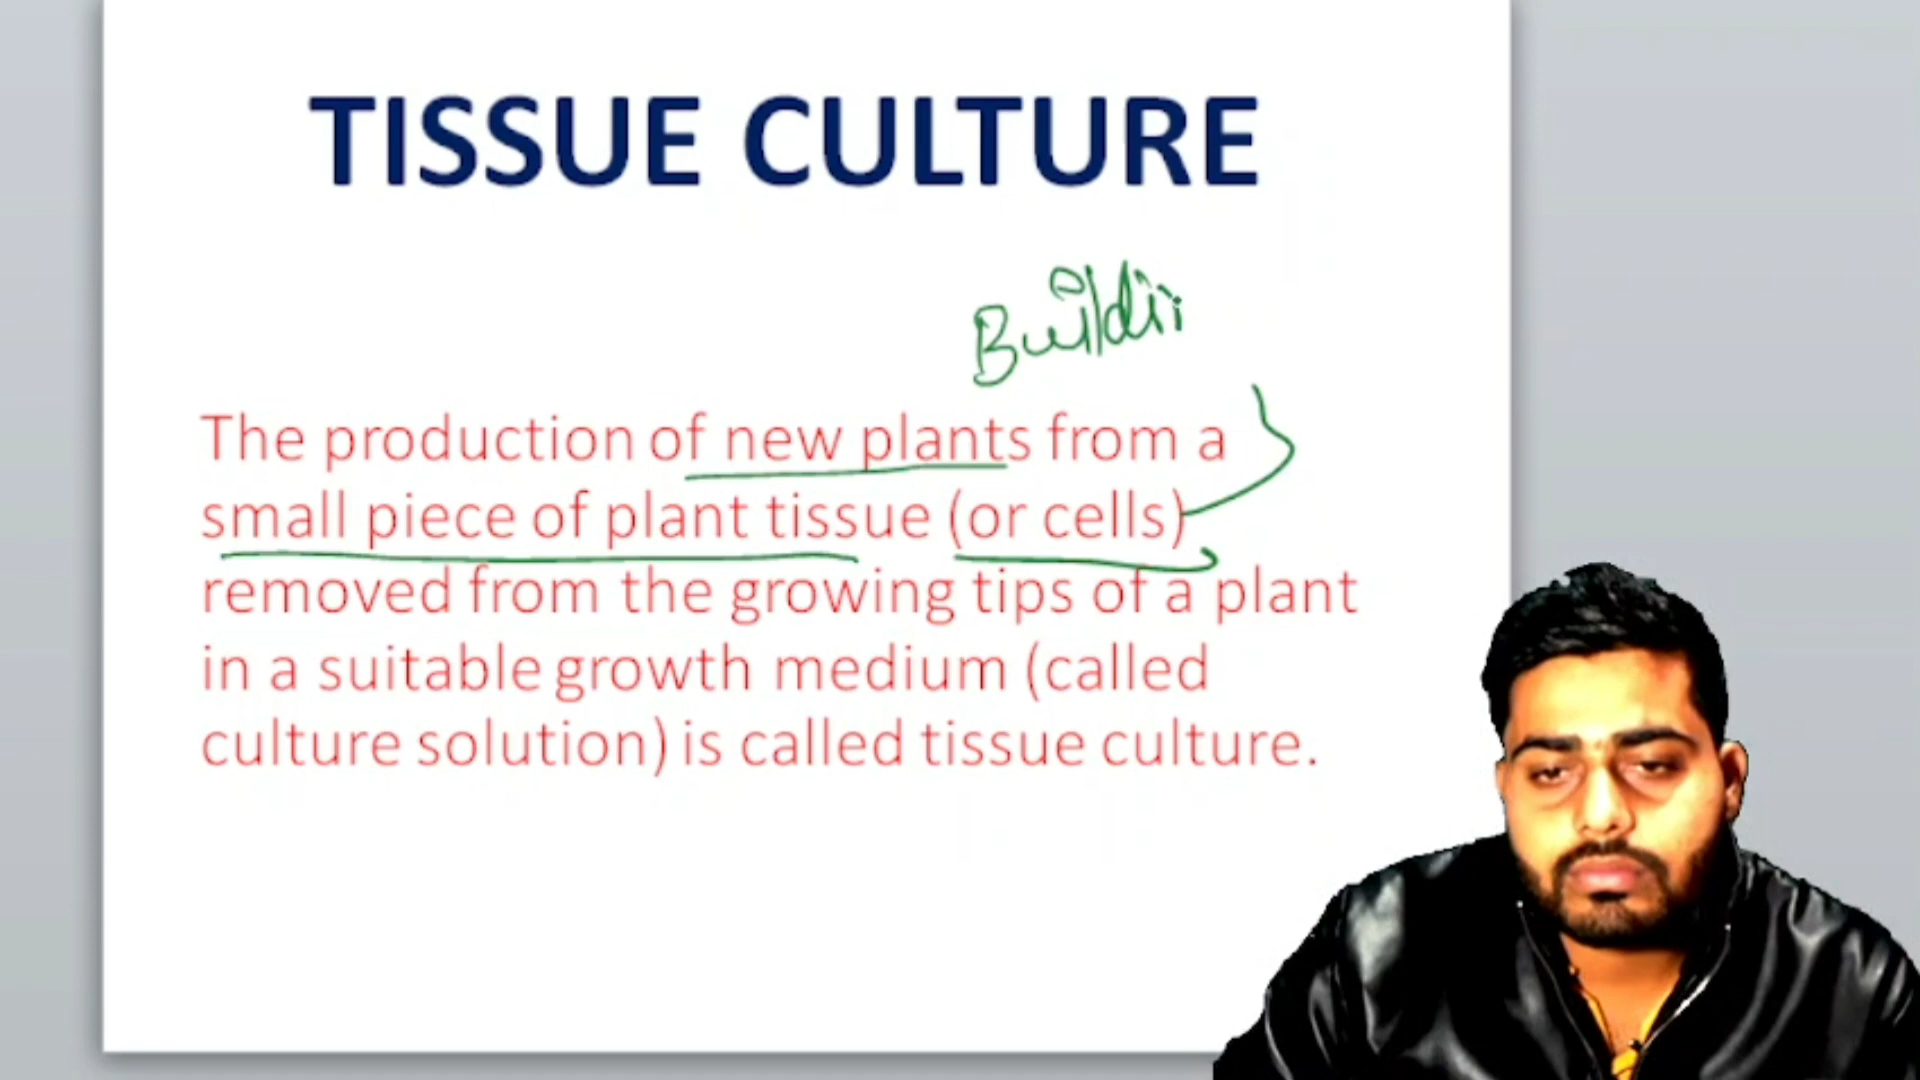 TISSUE CULTURE
Buildi
The production of new plants from a
small piece of plant tissue (or cells)
removed from the growing tips of a plant
in a suitable growth medium (called
culture solution) is called tissue culture.